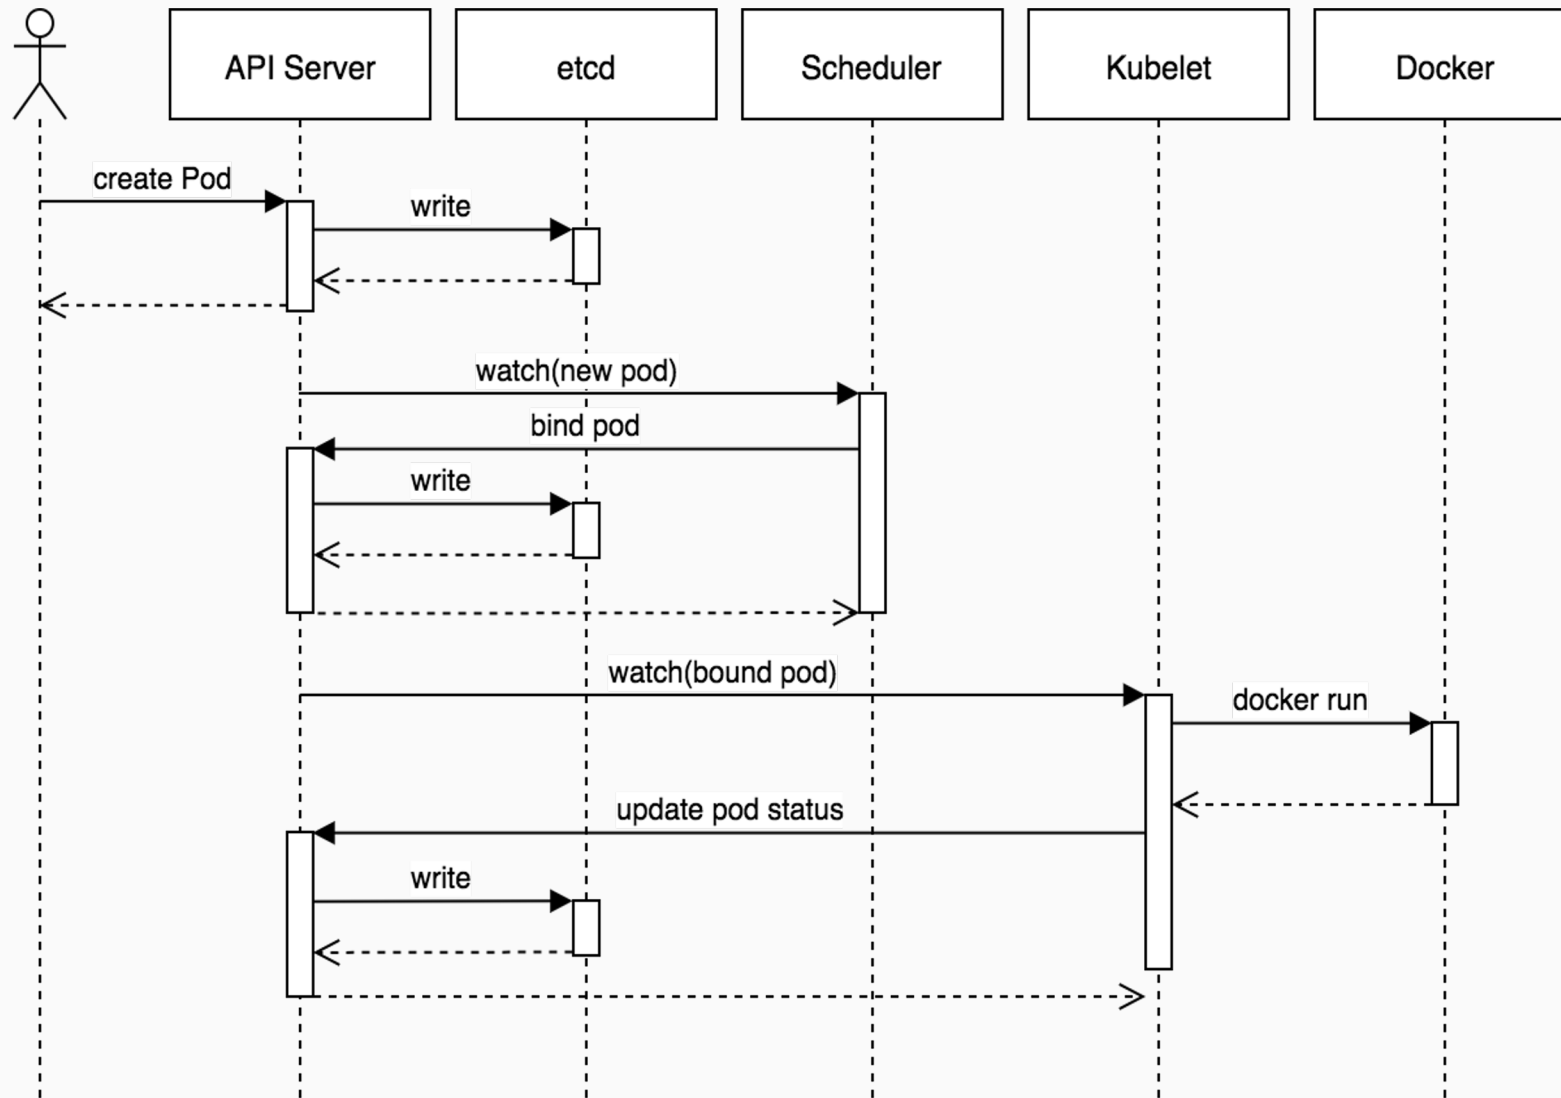 API Server
etcd
Scheduler
Kubelet
Docker
create Pod
write
watch(new pod)
bind pod
write
watch(bound pod)
docker run
update pod status
write